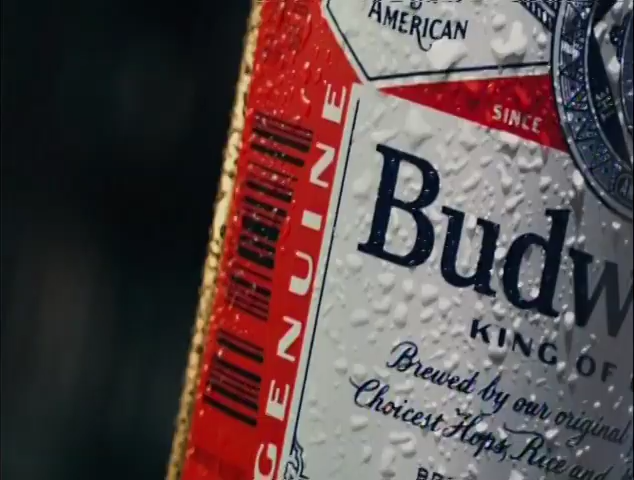 AMERICAN
SINCE
GENUINE
Budw
KING OF
Brewed by our original
Choicest Hops, Rice and